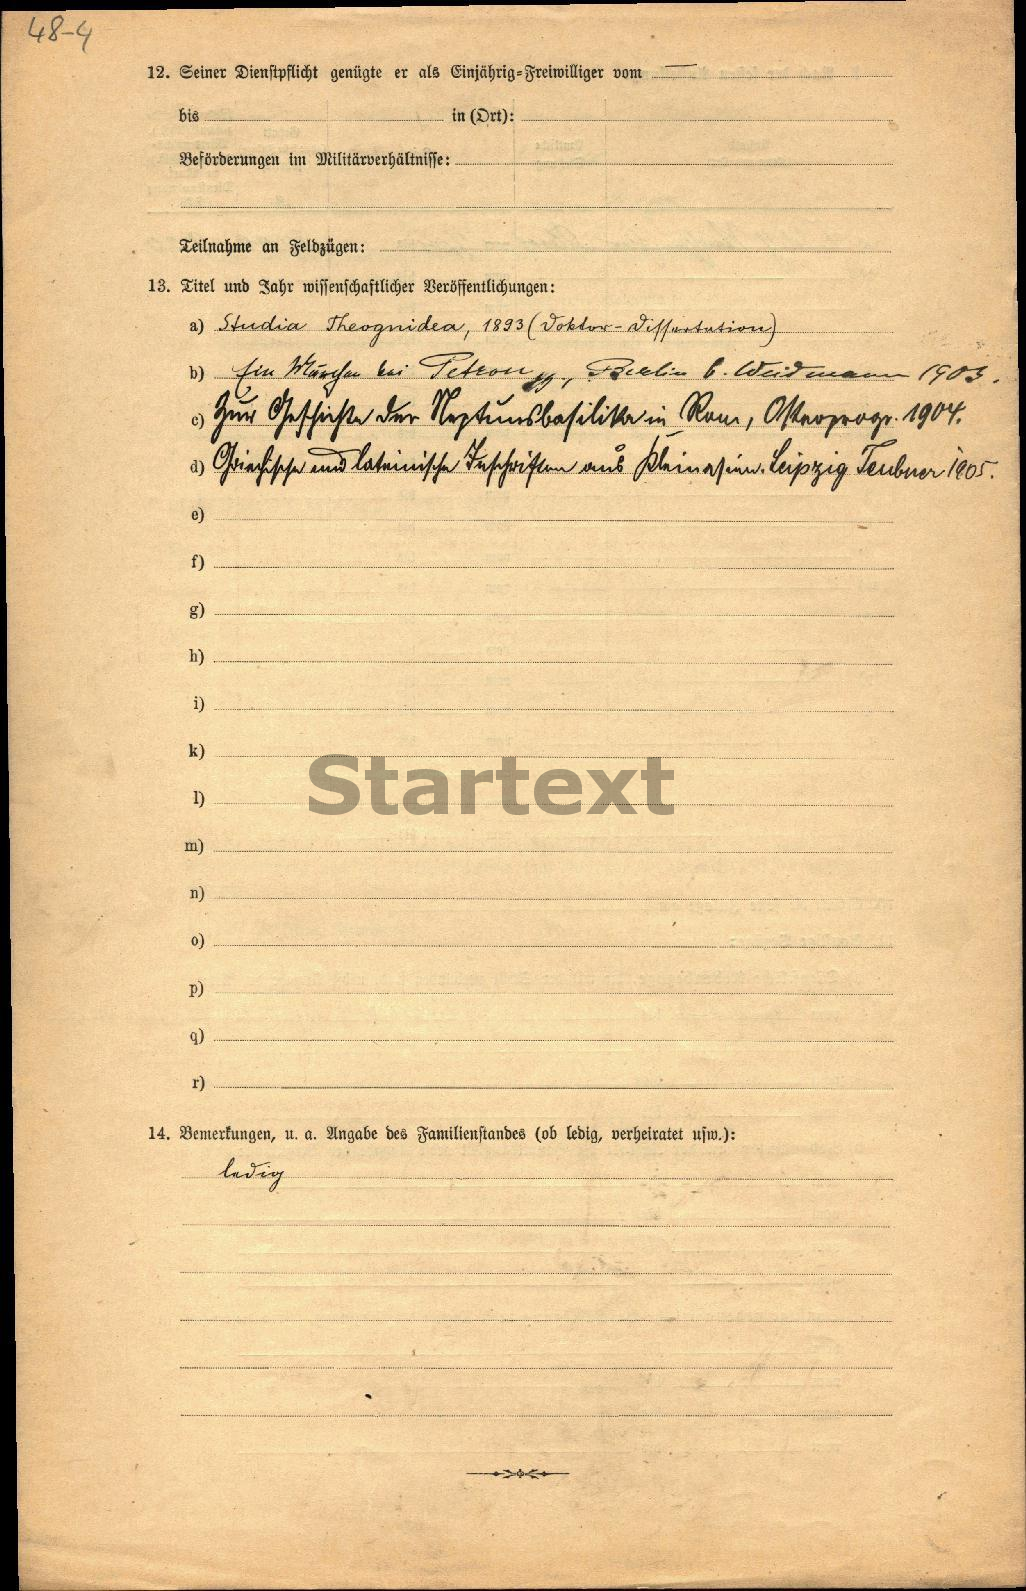 48-4
12. Seiner Dienstpflicht genügte er als Einjährig-Freiwilliger vom —
bis in (Ort):
Beförderungen im Militärverhältnisse:
Teilnahme an Feldzügen:
13. Titel und Jahr wissenschaftlicher Veröffentlichungen:
a) Studia Theognidea, 1893 (Doktor-Dissertation)
b) Ein Märchen bei Petron, Berlin b. Weidmann 1903.
c) Zur Geschichte der Neptunsbasilika in Rom, Osterprogr. 1904.
d) Griechische und lateinische Inschriften aus Kleinasien. Leipzig Teubner 1905.
e)
f)
g)
h)
i)
k)
Startext
l)
m)
n)
o)
p)
q)
r)
14. Bemerkungen, u. a. Angabe des Familienstandes (ob ledig, verheiratet usw.):
ledig